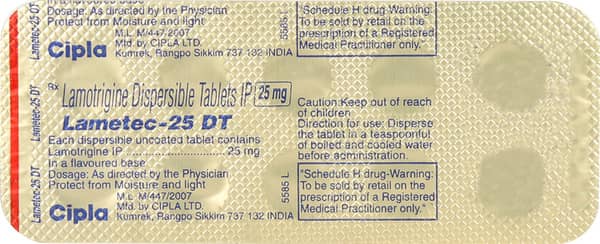 In a flavoured base
Dosage: As directed by the Physician
Protect from Moisture and light
M.L M/447/2007
Mfd. by CIPLA LTD.
Cipla Kumrek, Rangpo Sikkim 737 132 INDIA
5585 L
"Schedule H drug-Warning:
To be sold by retail on the
prescription of a Registered
Medical Practitioner only."
Lametec-25 DT
Rx Lamotrigine Dispersible Tablets IP 25 mg
Lametec-25 DT
Each dispersible uncoated tablet contains
Lamotrigine IP .................... 25 mg
In a flavoured base
Dosage: As directed by the Physician
Protect from Moisture and light
M.L M/447/2007
Mfd. by CIPLA LTD.
Cipla Kumrek, Rangpo Sikkim 737 132 INDIA
Lametec-25 DT
5585 L
Caution:Keep out of reach
of children
Direction for use: Disperse
the tablet in a teaspoonful
of boiled and cooled water
before administration.
"Schedule H drug-Warning:
To be sold by retail on the
prescription of a Registered
Medical Practitioner only."